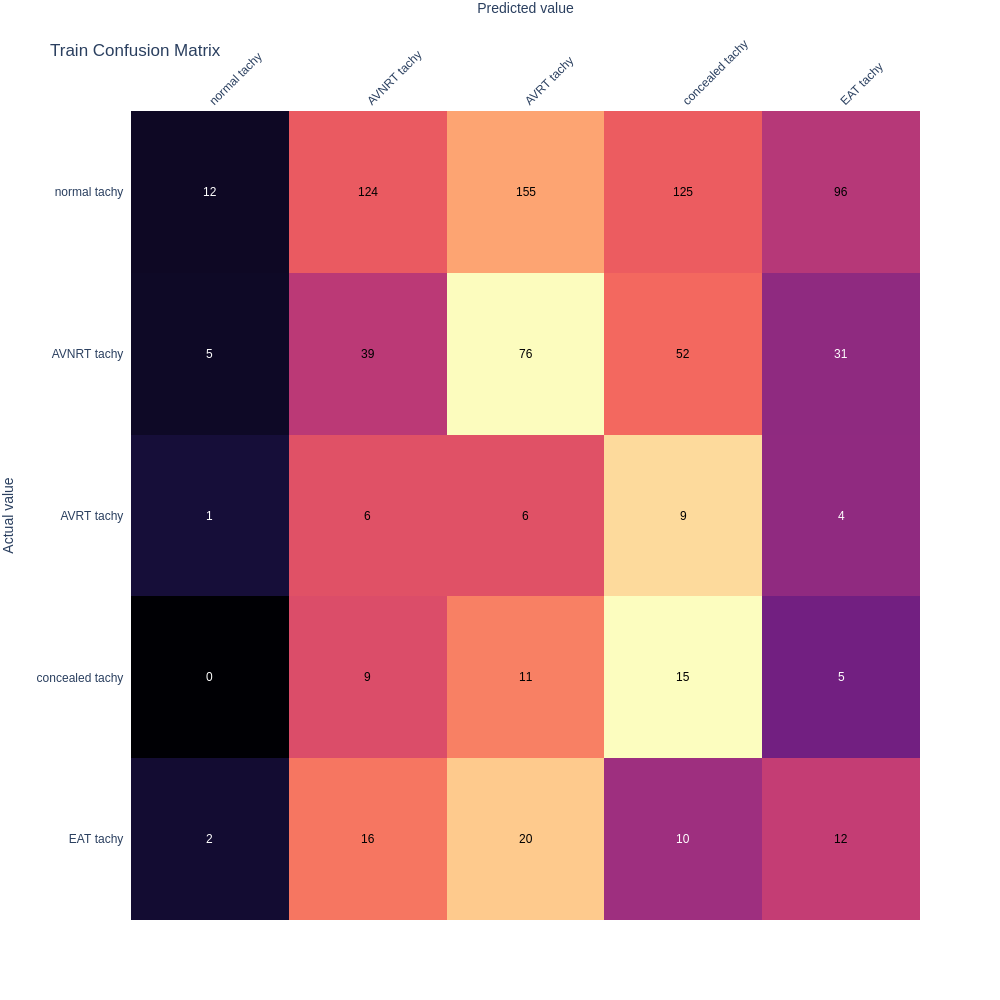 Predicted value
Train Confusion Matrix
normal tachy
AVNRT tachy
AVRT tachy
concealed tachy
EAT tachy
Actual value
normal tachy 12 124 155 125 96
AVNRT tachy 5 39 76 52 31
AVRT tachy 1 6 6 9 4
concealed tachy 0 9 11 15 5
EAT tachy 2 16 20 10 12